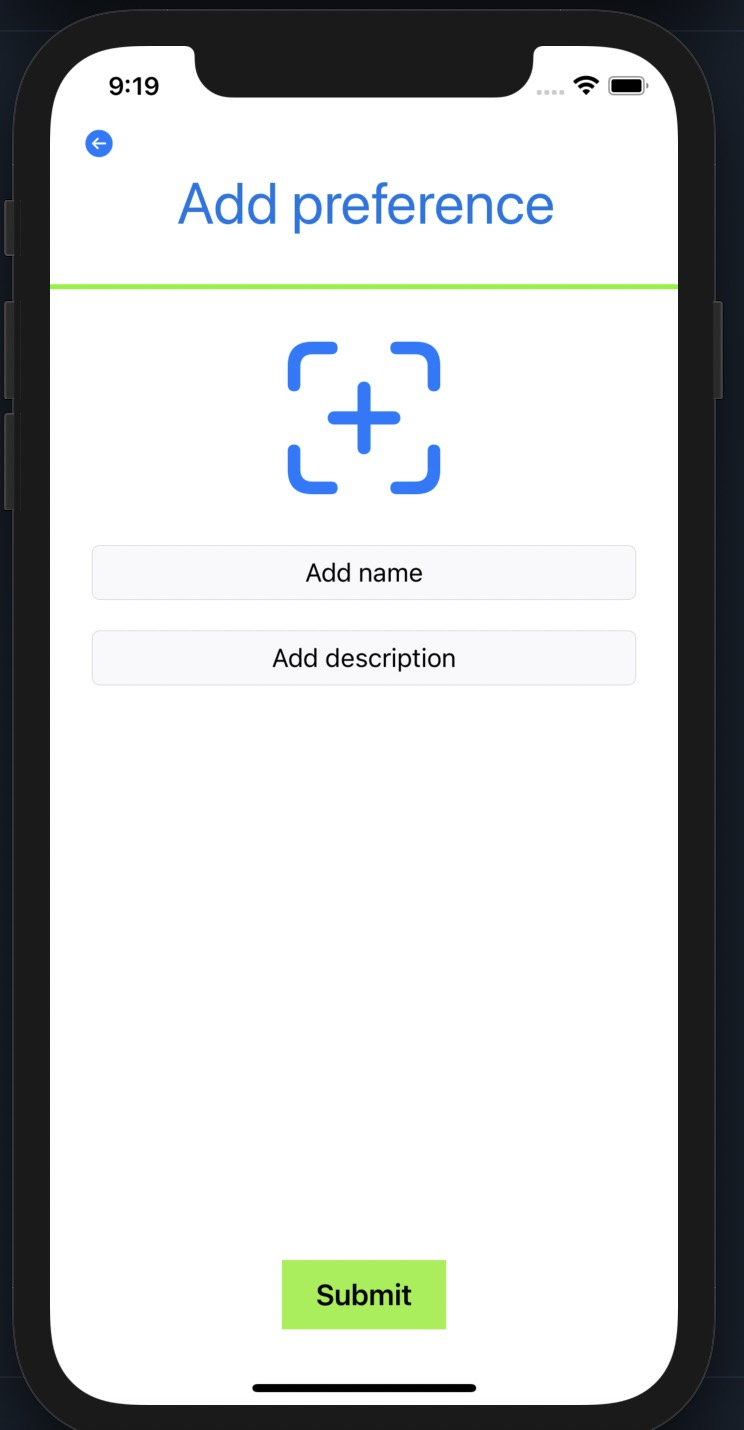 9:19
Add preference
Add name
Add description
Submit